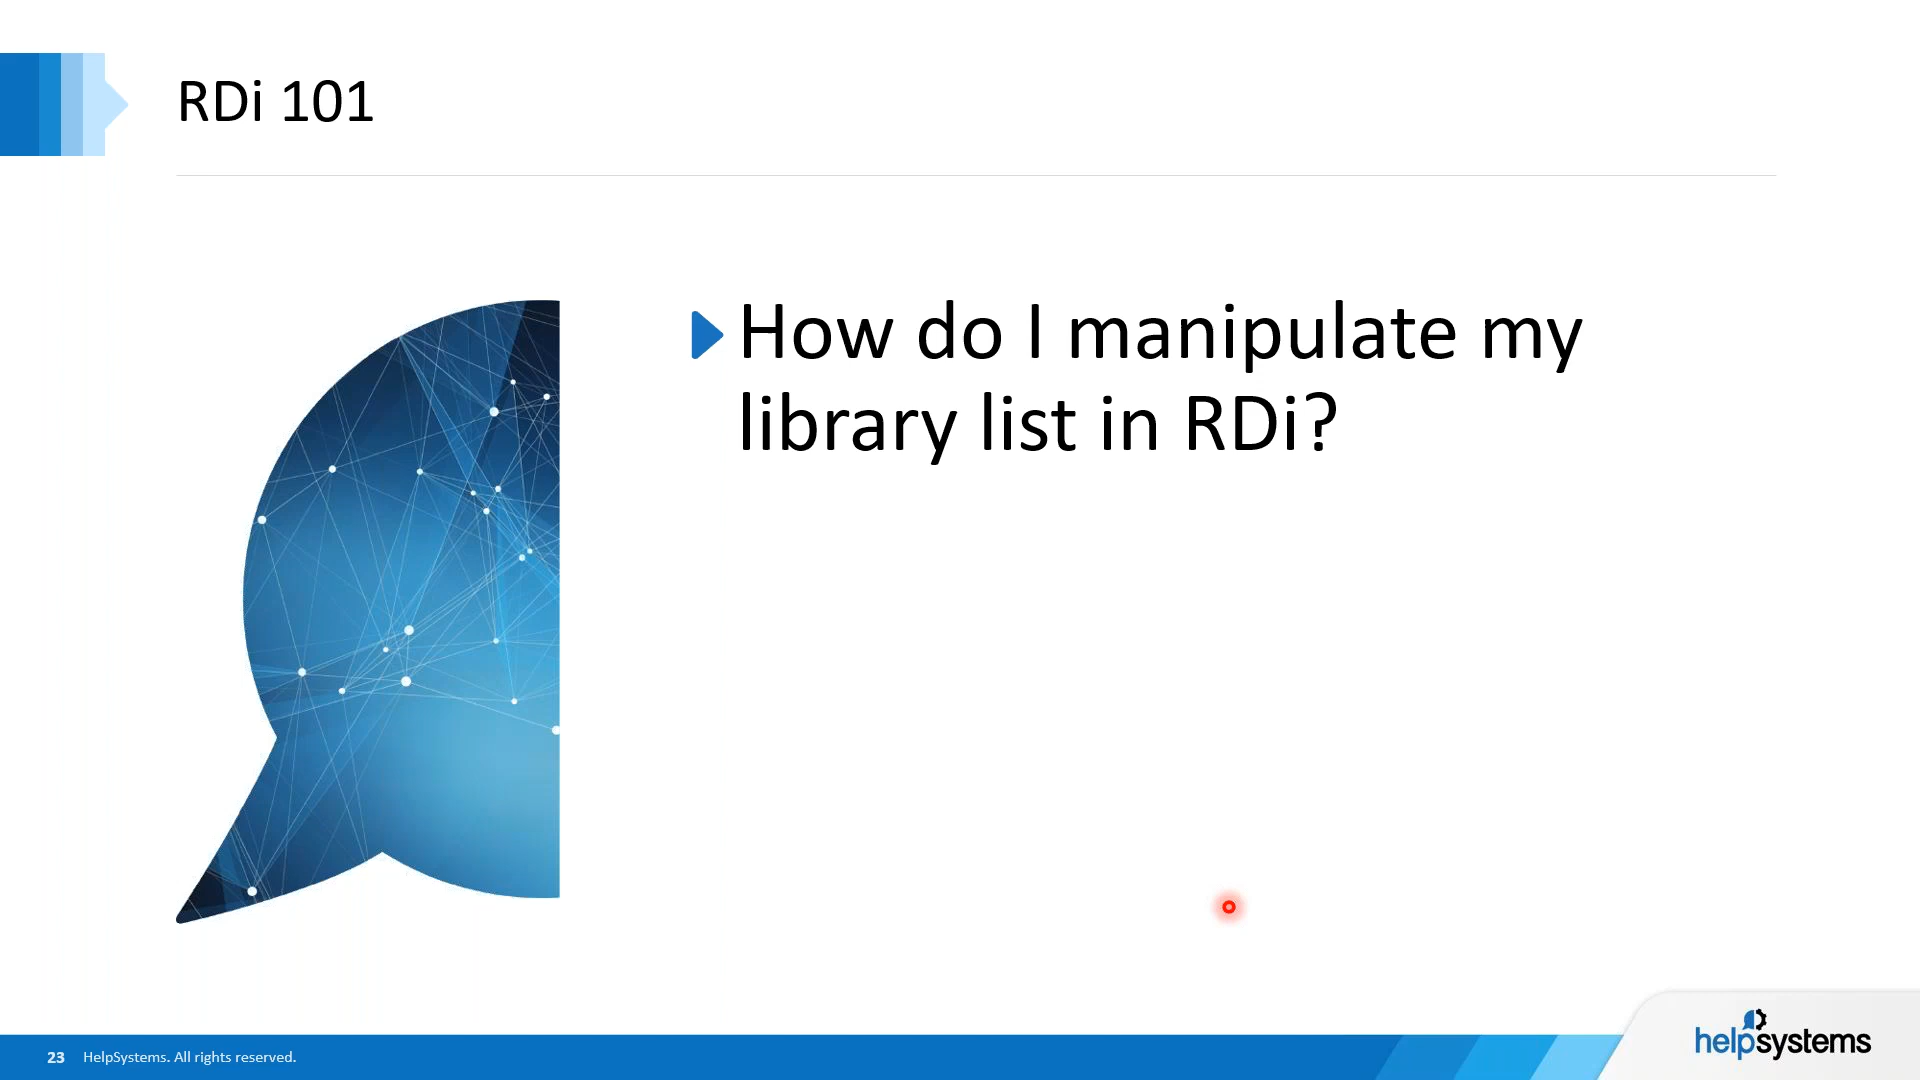 RDi 101
How do I manipulate my
library list in RDi?
23 HelpSystems. All rights reserved.
helpsystems